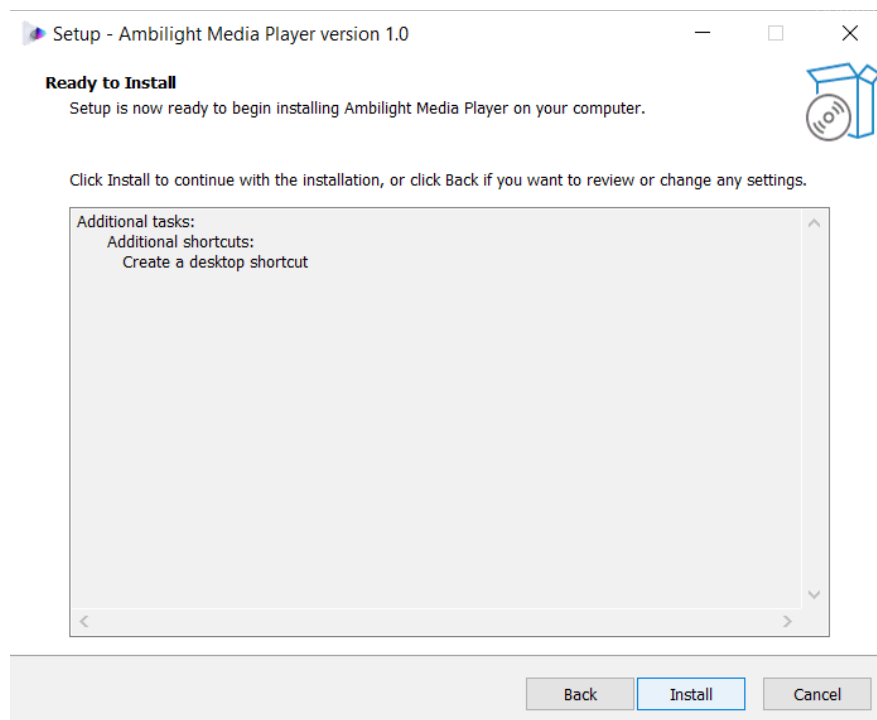 Setup - Ambilight Media Player version 1.0
Ready to Install
Setup is now ready to begin installing Ambilight Media Player on your computer.
Click Install to continue with the installation, or click Back if you want to review or change any settings.
Additional tasks:
Additional shortcuts:
Create a desktop shortcut
Back Install Cancel